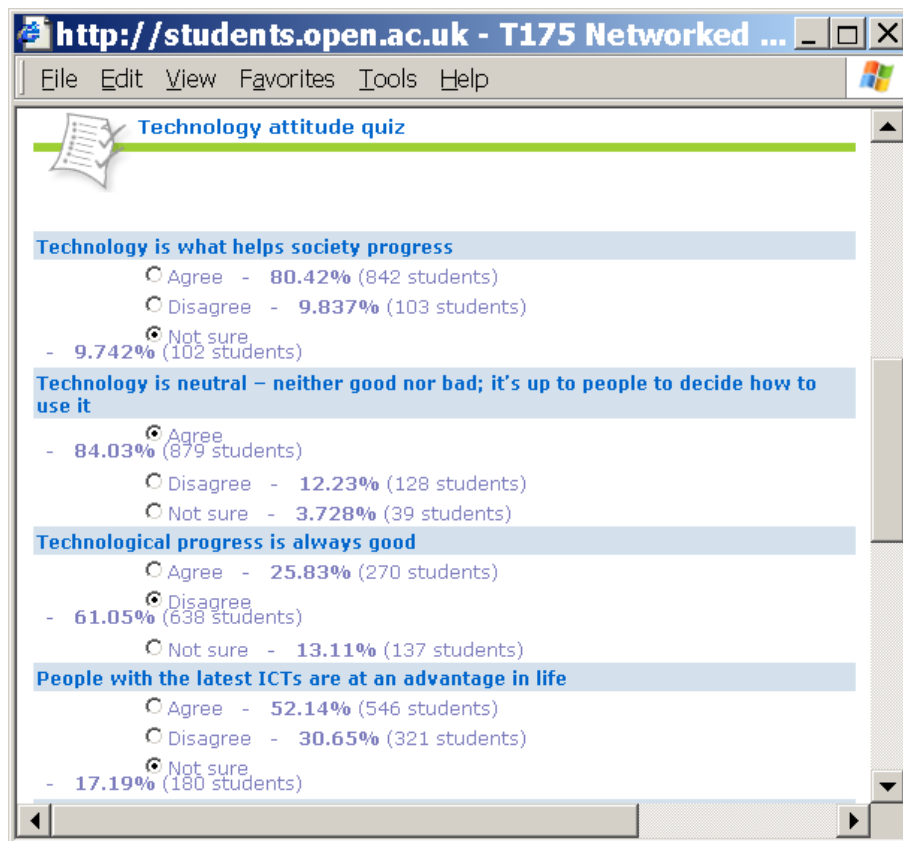 http://students.open.ac.uk - T175 Networked ...
File Edit View Favorites Tools Help
Technology attitude quiz
Technology is what helps society progress
Agree - 80.42% (842 students)
Disagree - 9.837% (103 students)
Not sure
- 9.742% (102 students)
Technology is neutral – neither good nor bad; it's up to people to decide how to
use it
Agree
- 84.03% (879 students)
Disagree - 12.23% (128 students)
Not sure - 3.728% (39 students)
Technological progress is always good
Agree - 25.83% (270 students)
Disagree
- 61.05% (638 students)
Not sure - 13.11% (137 students)
People with the latest ICTs are at an advantage in life
Agree - 52.14% (546 students)
Disagree - 30.65% (321 students)
Not sure
- 17.19% (180 students)